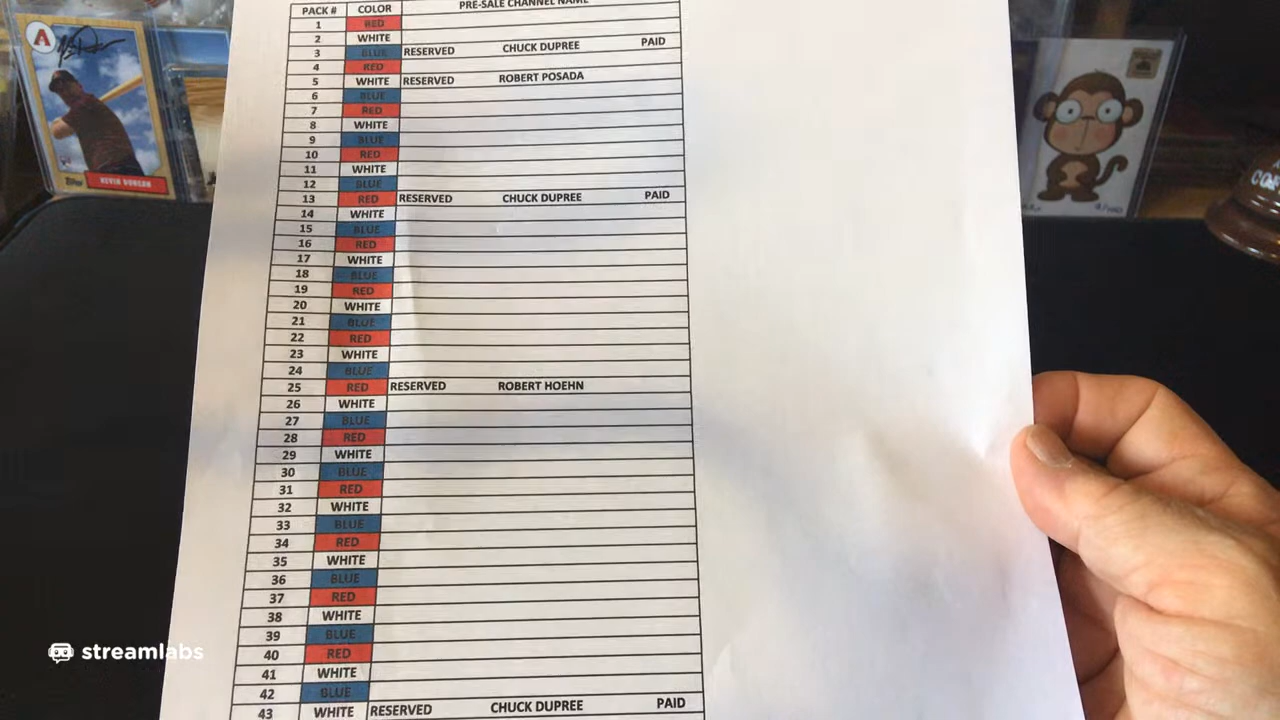 PACK # COLOR PRE-SALE CHANNEL NAME
1 RED
2 WHITE
3 BLUE RESERVED CHUCK DUPREE PAID
4 RED
5 WHITE RESERVED ROBERT POSADA
6 BLUE
7 RED
8 WHITE
9 BLUE
10 RED
11 WHITE
12 BLUE
13 RED RESERVED CHUCK DUPREE PAID
14 WHITE
15 BLUE
16 RED
17 WHITE
18 BLUE
19 RED
20 WHITE
21 BLUE
22 RED
23 WHITE
24 BLUE
25 RED RESERVED ROBERT HOEHN
26 WHITE
27 BLUE
28 RED
29 WHITE
30 BLUE
31 RED
32 WHITE
33 BLUE
34 RED
35 WHITE
36 BLUE
37 RED
38 WHITE
39 BLUE
40 RED
41 WHITE
42 BLUE
43 WHITE RESERVED CHUCK DUPREE PAID
A
Topps
KEVIN
streamlabs